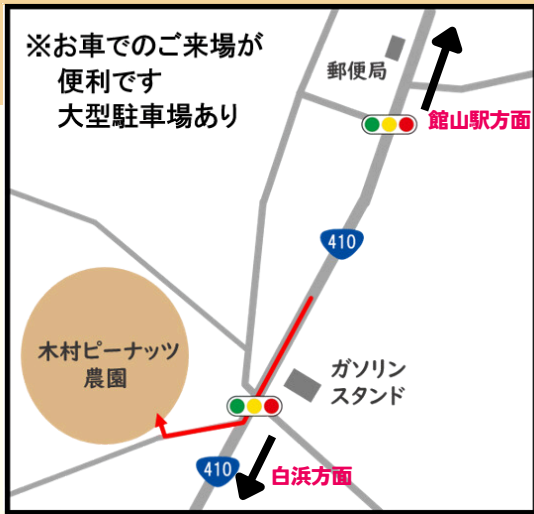 ※お車でのご来場が
便利です
大型駐車場あり
郵便局
館山駅方面
410
木村ピーナッツ
農園
ガソリン
スタンド
410
白浜方面